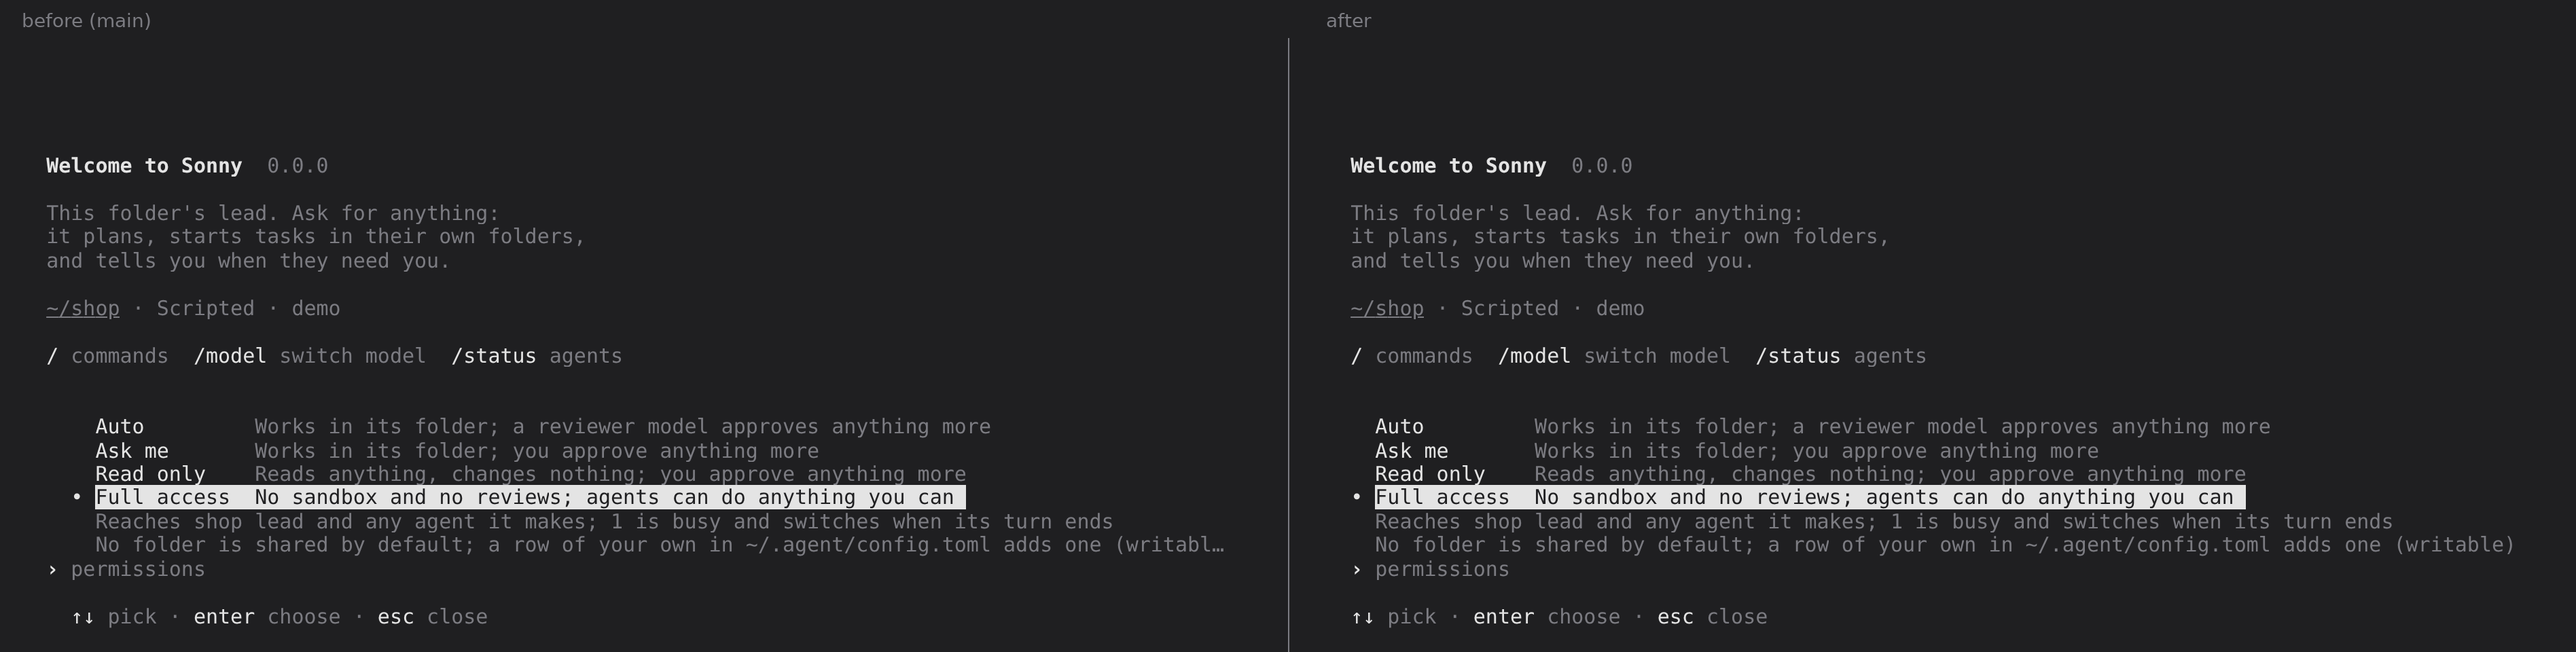 before (main)
Welcome to Sonny  0.0.0
This folder's lead. Ask for anything:
it plans, starts tasks in their own folders,
and tells you when they need you.
~/shop · Scripted · demo
/ commands  /model switch model  /status agents
Auto         Works in its folder; a reviewer model approves anything more
Ask me       Works in its folder; you approve anything more
Read only    Reads anything, changes nothing; you approve anything more
• Full access  No sandbox and no reviews; agents can do anything you can
Reaches shop lead and any agent it makes; 1 is busy and switches when its turn ends
No folder is shared by default; a row of your own in ~/.agent/config.toml adds one (writabl…
› permissions
↑↓ pick · enter choose · esc close
after
Welcome to Sonny  0.0.0
This folder's lead. Ask for anything:
it plans, starts tasks in their own folders,
and tells you when they need you.
~/shop · Scripted · demo
/ commands  /model switch model  /status agents
Auto         Works in its folder; a reviewer model approves anything more
Ask me       Works in its folder; you approve anything more
Read only    Reads anything, changes nothing; you approve anything more
• Full access  No sandbox and no reviews; agents can do anything you can
Reaches shop lead and any agent it makes; 1 is busy and switches when its turn ends
No folder is shared by default; a row of your own in ~/.agent/config.toml adds one (writable)
› permissions
↑↓ pick · enter choose · esc close